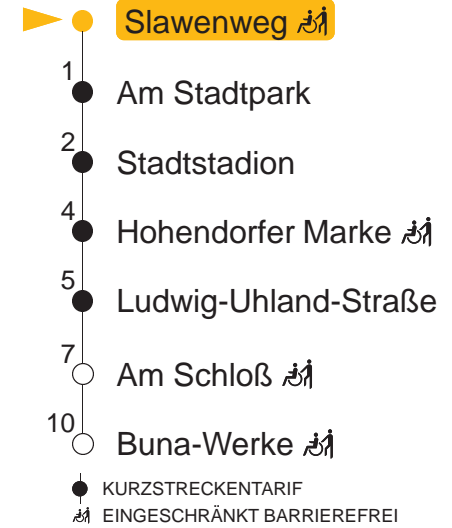 Slawenweg
1
Am Stadtpark
2
Stadtstadion
4
Hohendorfer Marke
5
Ludwig-Uhland-Straße
7
Am Schloß
10
Buna-Werke
KURZSTRECKENTARIF
EINGESCHRÄNKT BARRIEREFREI